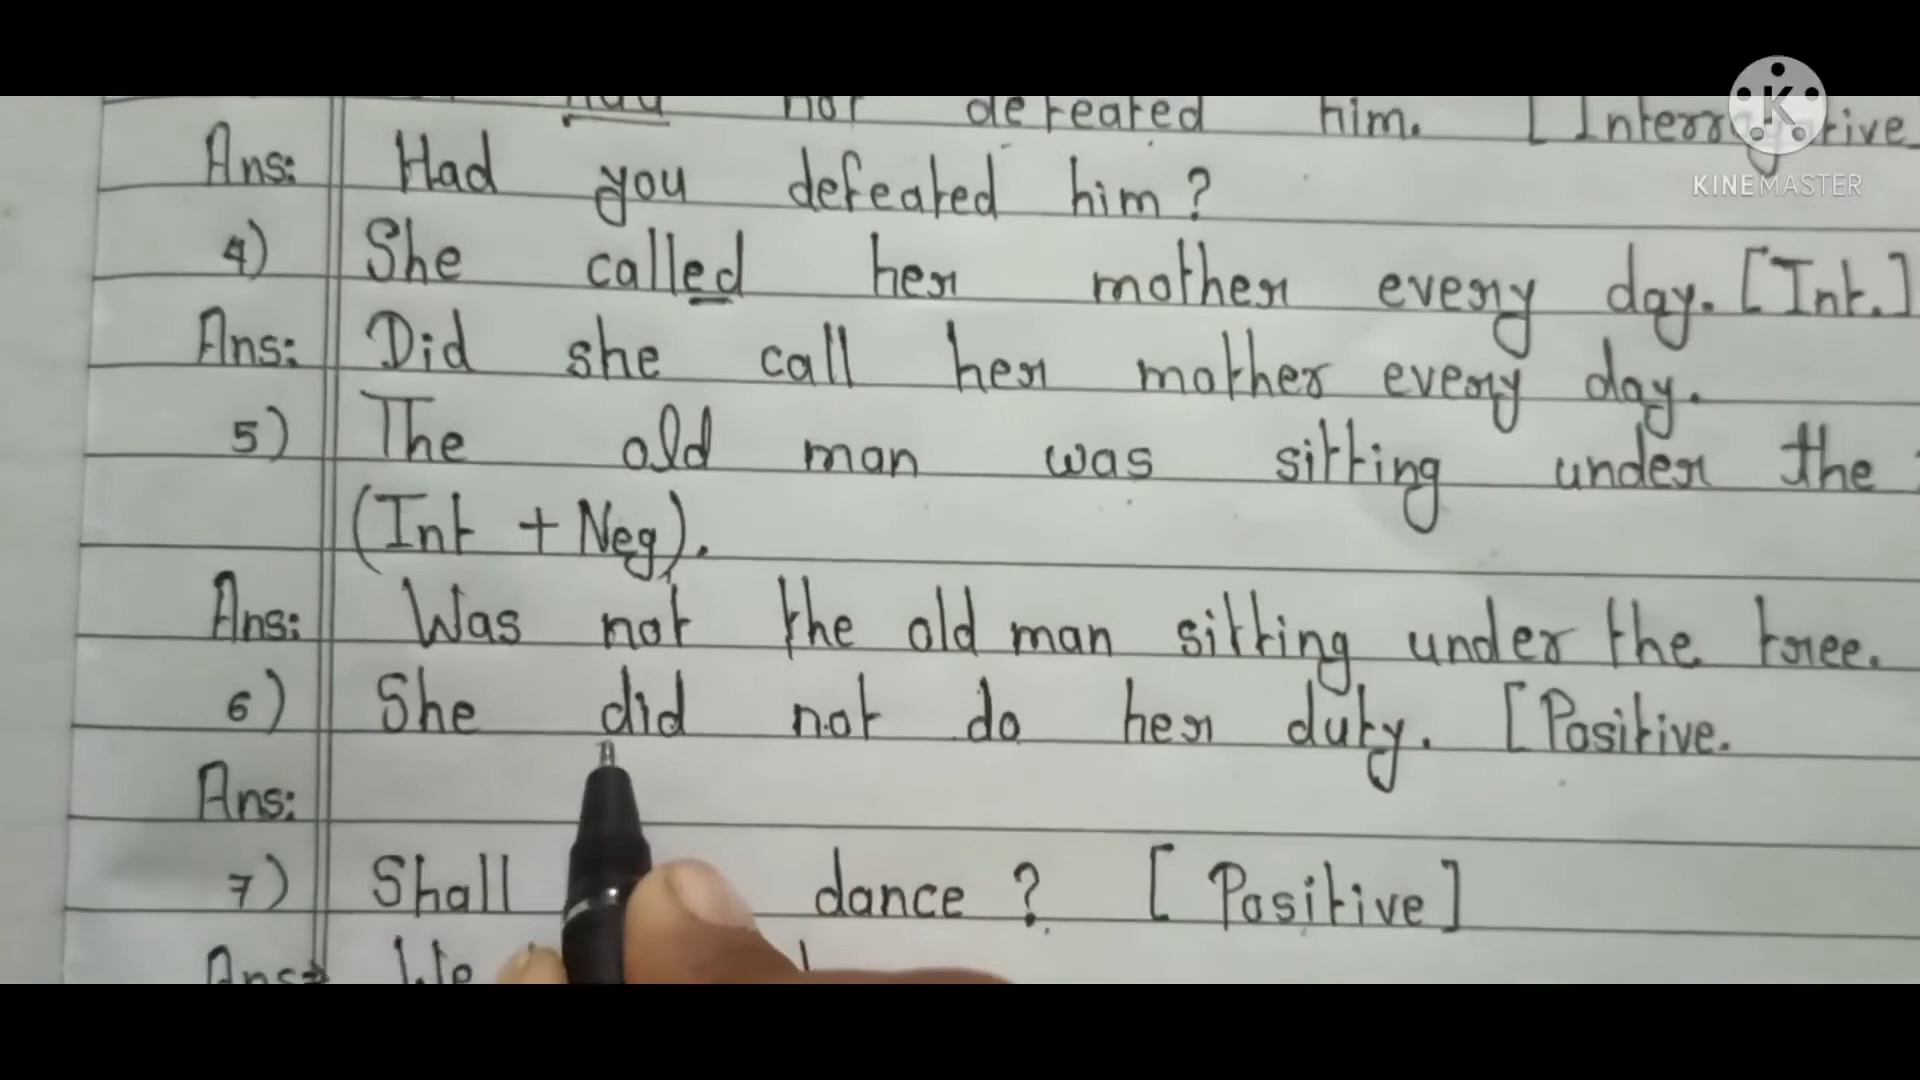 not defeated him. [Interrogative
Ans: Had you defeated him?
KINEMASTER
4) She called her mother every day. [Int.]
Ans: Did she call her mother every day.
5) The old man was sitting under the
(Int + Neg).
Ans: Was not the old man sitting under the tree.
6) She did not do her duty. [Positive.
Ans:
7) Shall dance? [Positive]
Ans: We